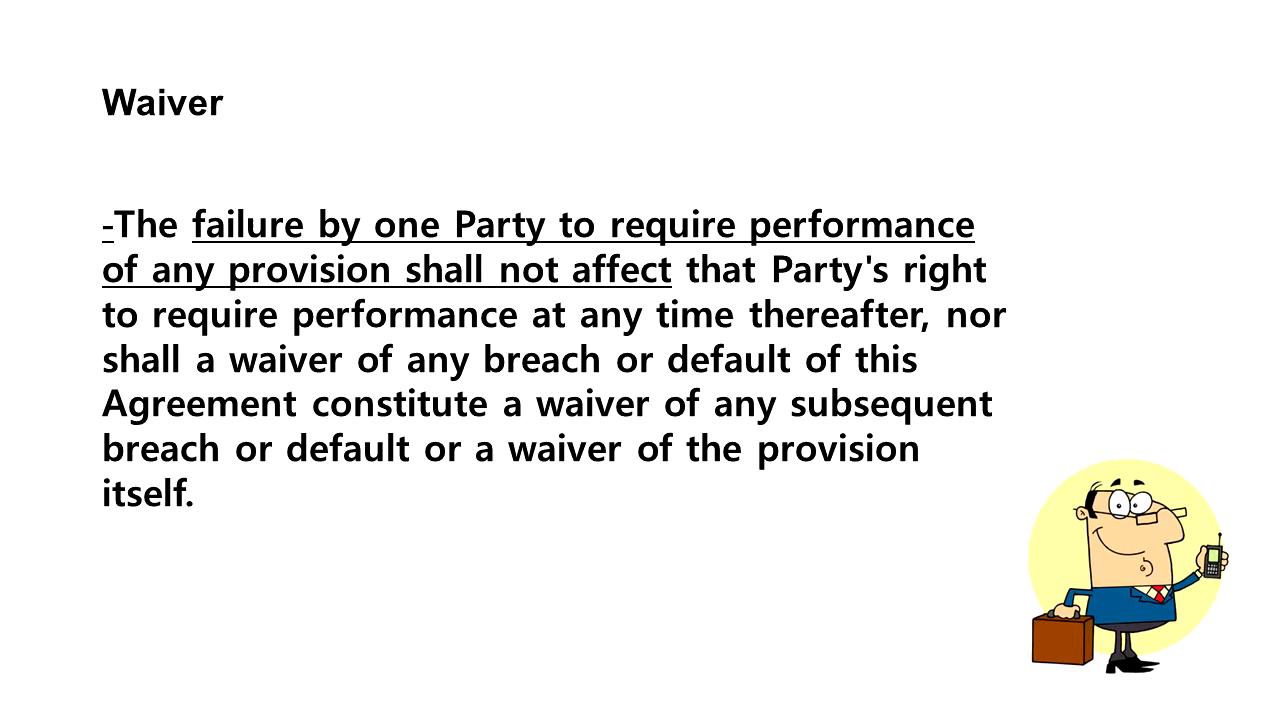 Waiver
-The failure by one Party to require performance
of any provision shall not affect that Party's right
to require performance at any time thereafter, nor
shall a waiver of any breach or default of this
Agreement constitute a waiver of any subsequent
breach or default or a waiver of the provision
itself.